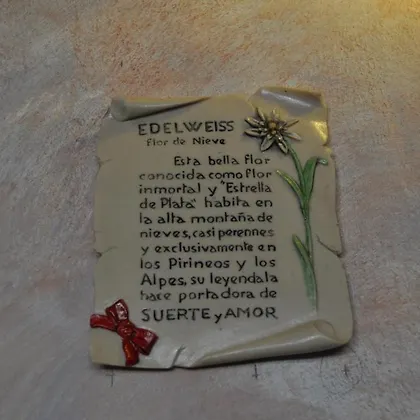 EDELWEISS
flor de Nieve
Esta bella flor
conocida como flor
inmortal y "Estrella
de Plata" habita en
la alta montaña de
nieves, casi perennes
y exclusivamente en
los Pirineos y los
Alpes, su leyenda la
hace portadora de
SUERTE y AMOR